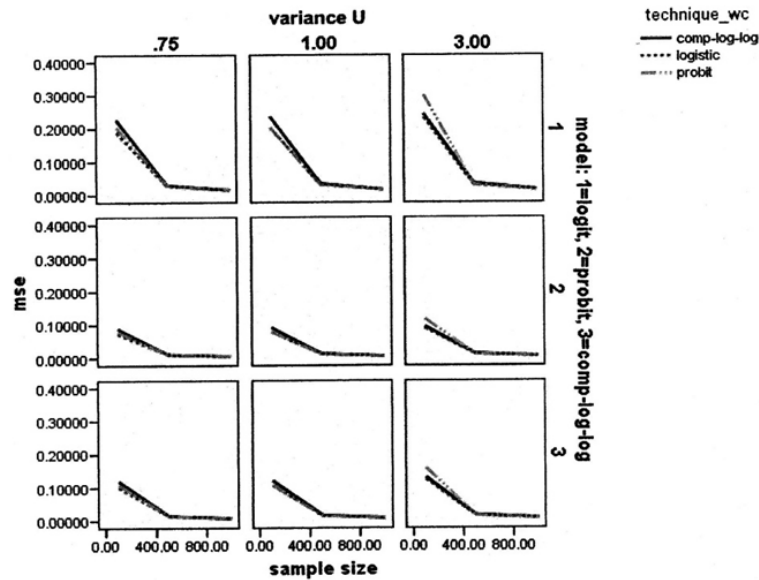 variance U
.75 1.00 3.00
technique_wc
comp-log-log
logistic
probit
0.40000
0.30000
0.20000
0.10000
0.00000
1
0.40000
0.30000
0.20000
0.10000
0.00000
2
0.40000
0.30000
0.20000
0.10000
0.00000
3
mse
model: 1=logit, 2=probit, 3=comp-log-log
0.00 400.00 800.00 0.00 400.00 800.00 0.00 400.00 800.00
sample size